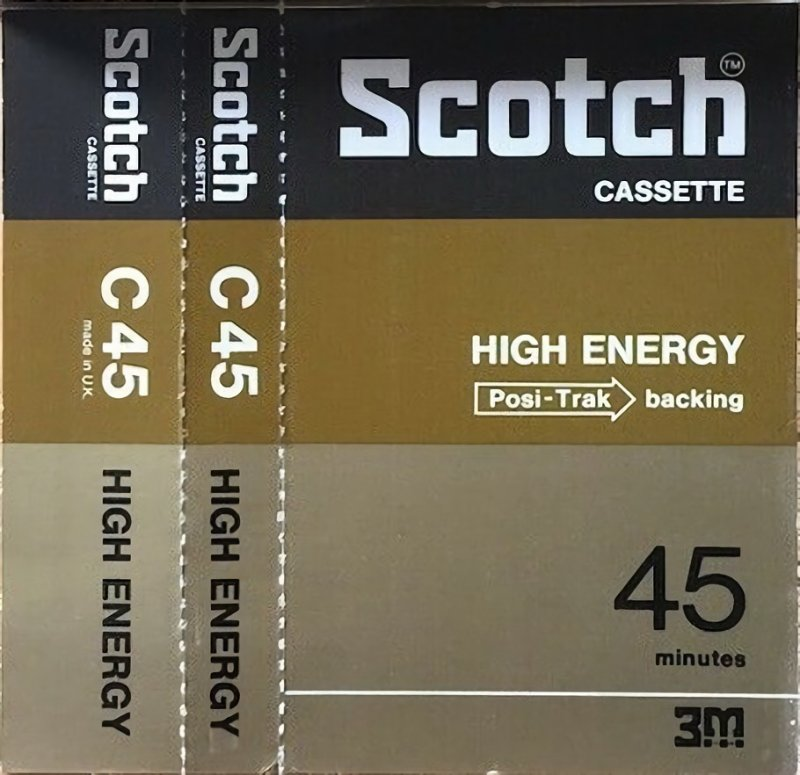 Scotch
CASSETTE
C 45
made in U.K.
HIGH ENERGY
Scotch
CASSETTE
C 45
HIGH ENERGY
Scotch™
CASSETTE
HIGH ENERGY
Posi-Trak backing
45
minutes
3M